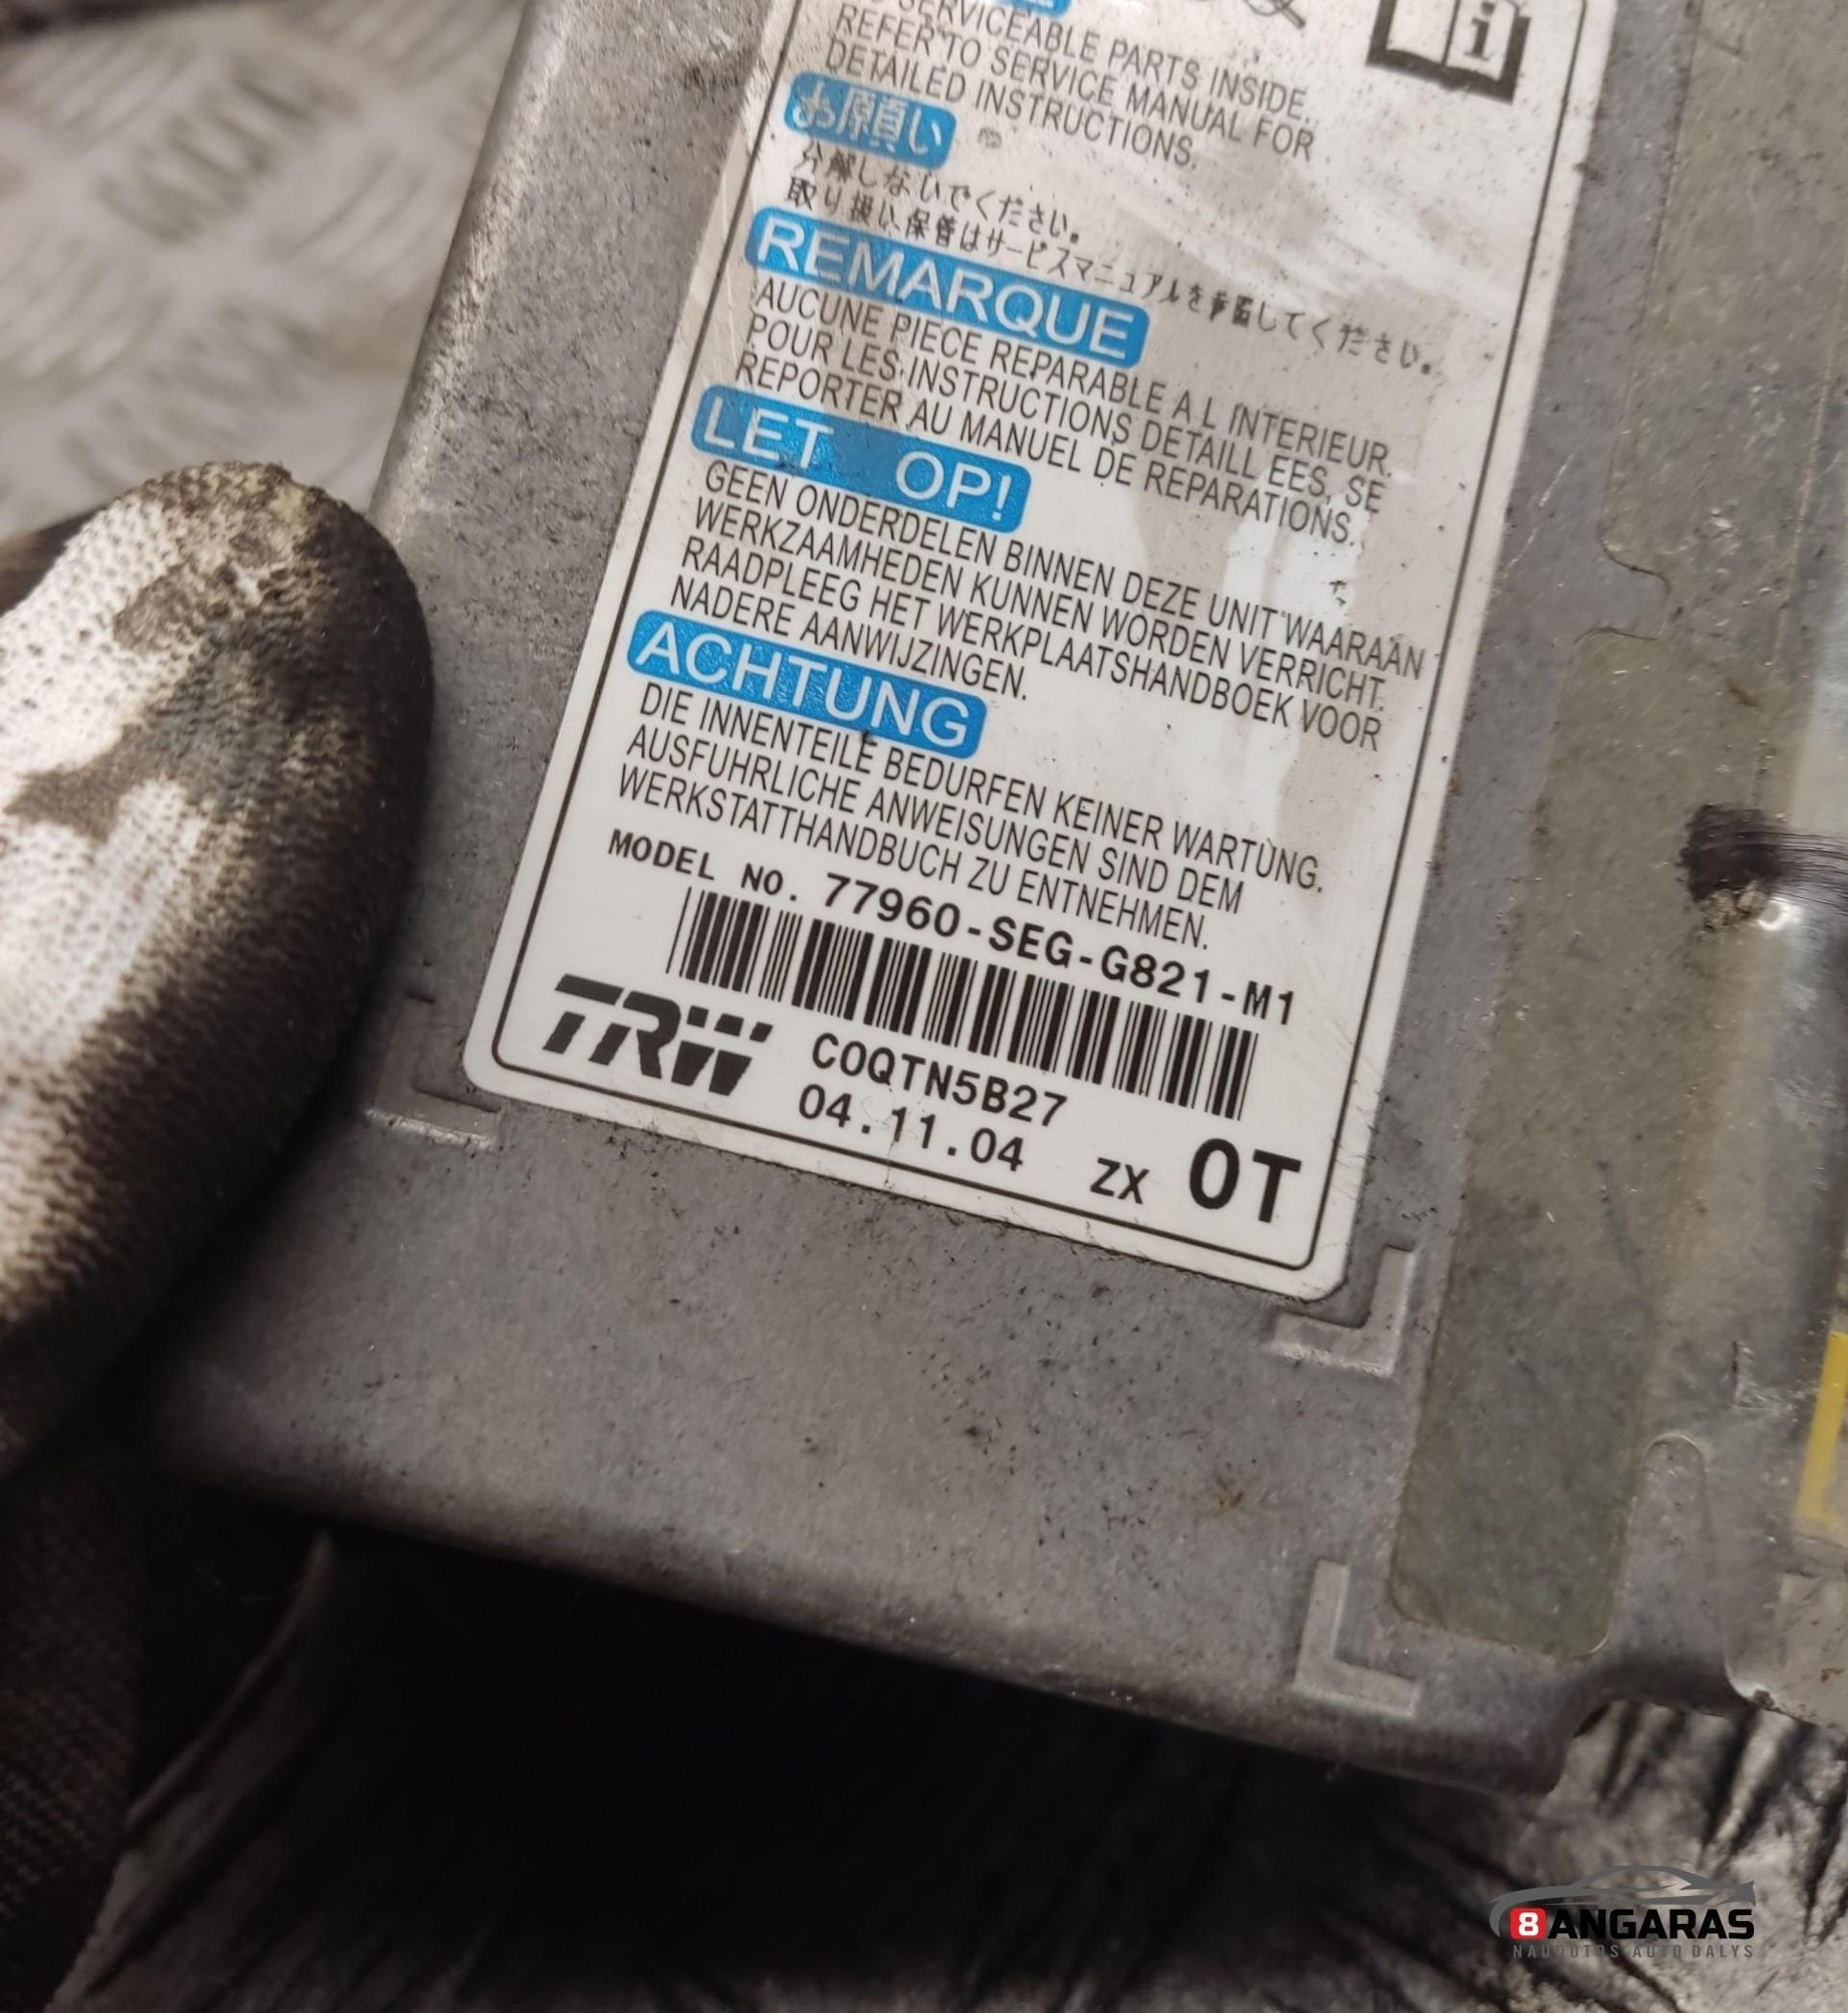 SERVICEABLE PARTS INSIDE.
REFER TO SERVICE MANUAL FOR
DETAILED INSTRUCTIONS.
お願い
分解しないでください。
取り扱い、保管はサービスマニュアルを参照してください。
REMARQUE
AUCUNE PIECE REPARABLE A L INTERIEUR.
POUR LES INSTRUCTIONS DETAILL EES, SE
REPORTER AU MANUEL DE REPARATIONS.
LET OP!
GEEN ONDERDELEN BINNEN DEZE UNIT WAARAAN
WERKZAAMHEDEN KUNNEN WORDEN VERRICHT.
RAADPLEEG HET WERKPLAATSHANDBOEK VOOR
NADERE AANWIJZINGEN.
ACHTUNG
DIE INNENTEILE BEDURFEN KEINER WARTUNG.
AUSFUHRLICHE ANWEISUNGEN SIND DEM
WERKSTATTHANDBUCH ZU ENTNEHMEN.
MODEL NO. 77960-SEG-G821-M1
TRW C0QTN5B27
04.11.04 ZX 0T
8ANGARAS
NAUDOTOS AUTO DALYS